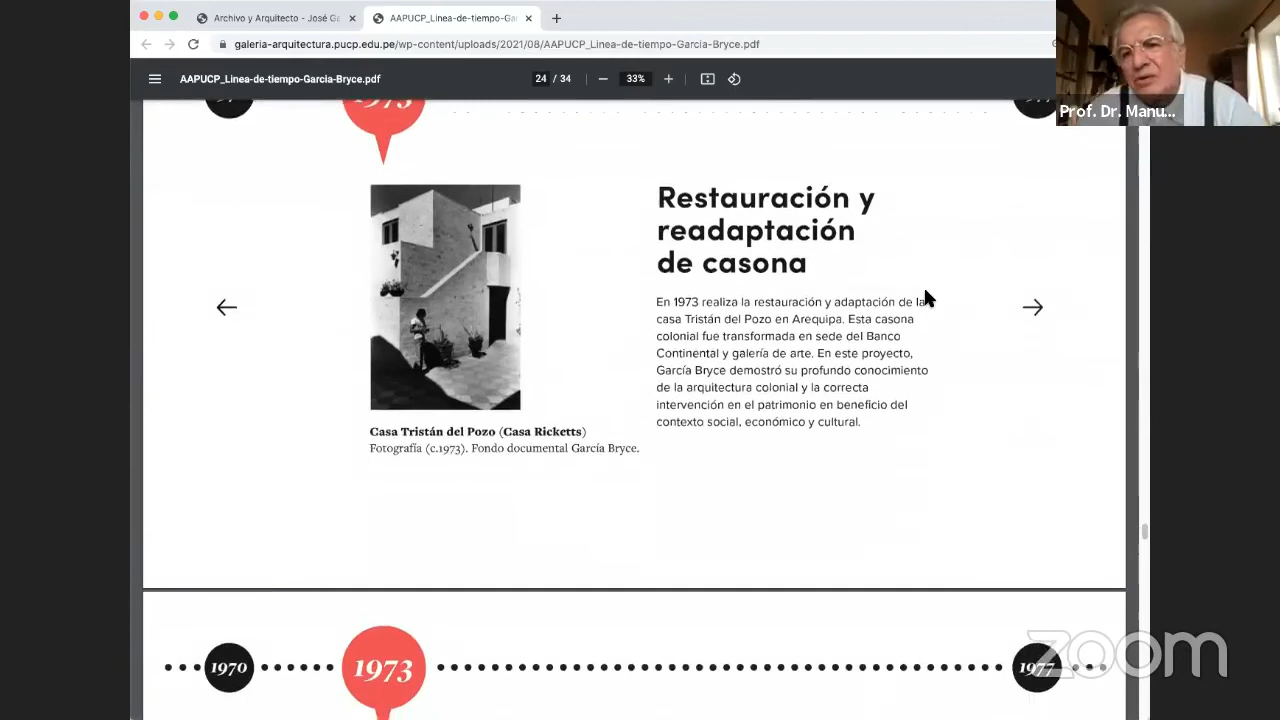 Archivo y Arquitecto - José Ga
AAPUCP_Linea-de-tiempo-Ga
galeria-arquitectura.pucp.edu.pe/wp-content/uploads/2021/08/AAPUCP_Linea-de-tiempo-Garcia-Bryce.pdf
AAPUCP_Linea-de-tiempo-Garcia-Bryce.pdf
24 / 34
33%
Prof. Dr. Manu...
1973
Restauración y
readaptación
de casona
En 1973 realiza la restauración y adaptación de la
casa Tristán del Pozo en Arequipa. Esta casona
colonial fue transformada en sede del Banco
Continental y galería de arte. En este proyecto,
García Bryce demostró su profundo conocimiento
de la arquitectura colonial y la correcta
intervención en el patrimonio en beneficio del
contexto social, económico y cultural.
Casa Tristán del Pozo (Casa Ricketts)
Fotografía (c.1973). Fondo documental García Bryce.
1970
1973
1977
zoom